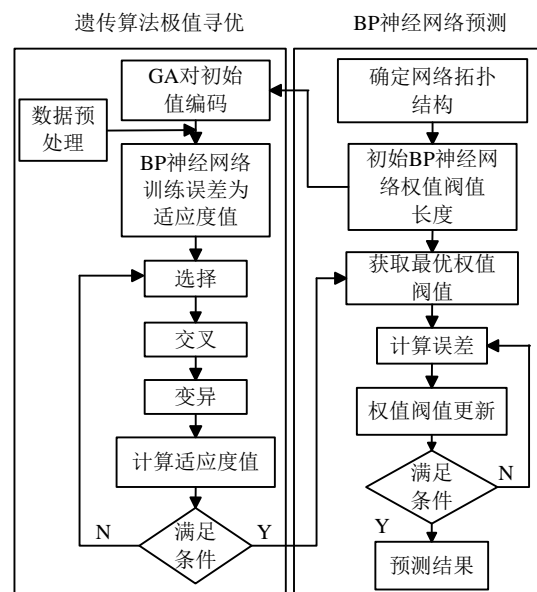 遗传算法极值寻优
GA对初始
值编码
数据预
处理
BP神经网络
训练误差为
适应度值
选择
交叉
变异
计算适应度值
满足
条件
N
Y
BP神经网络预测
确定网络拓扑
结构
初始BP神经网
络权值阀值
长度
获取最优权值
阀值
计算误差
权值阀值更新
满足
条件
N
Y
预测结果